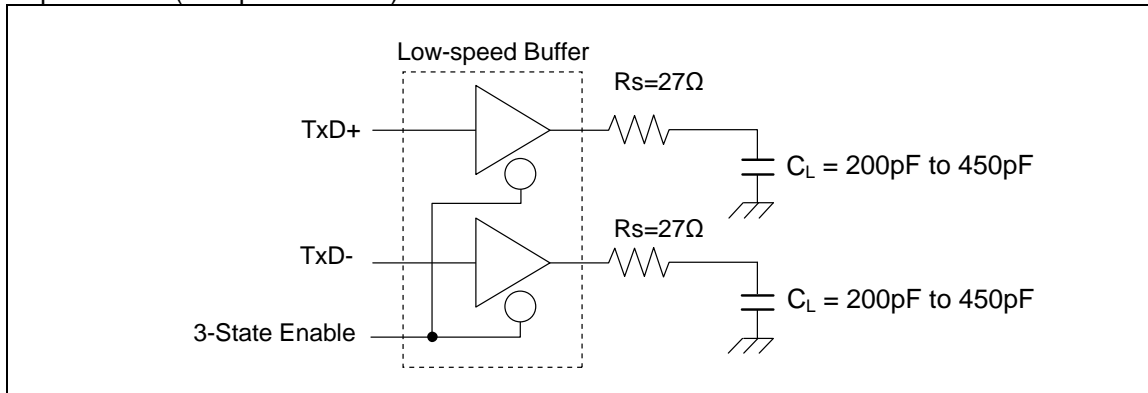 Low-speed Buffer
Rs=27Ω
TxD+
C_L = 200pF to 450pF
Rs=27Ω
TxD-
C_L = 200pF to 450pF
3-State Enable